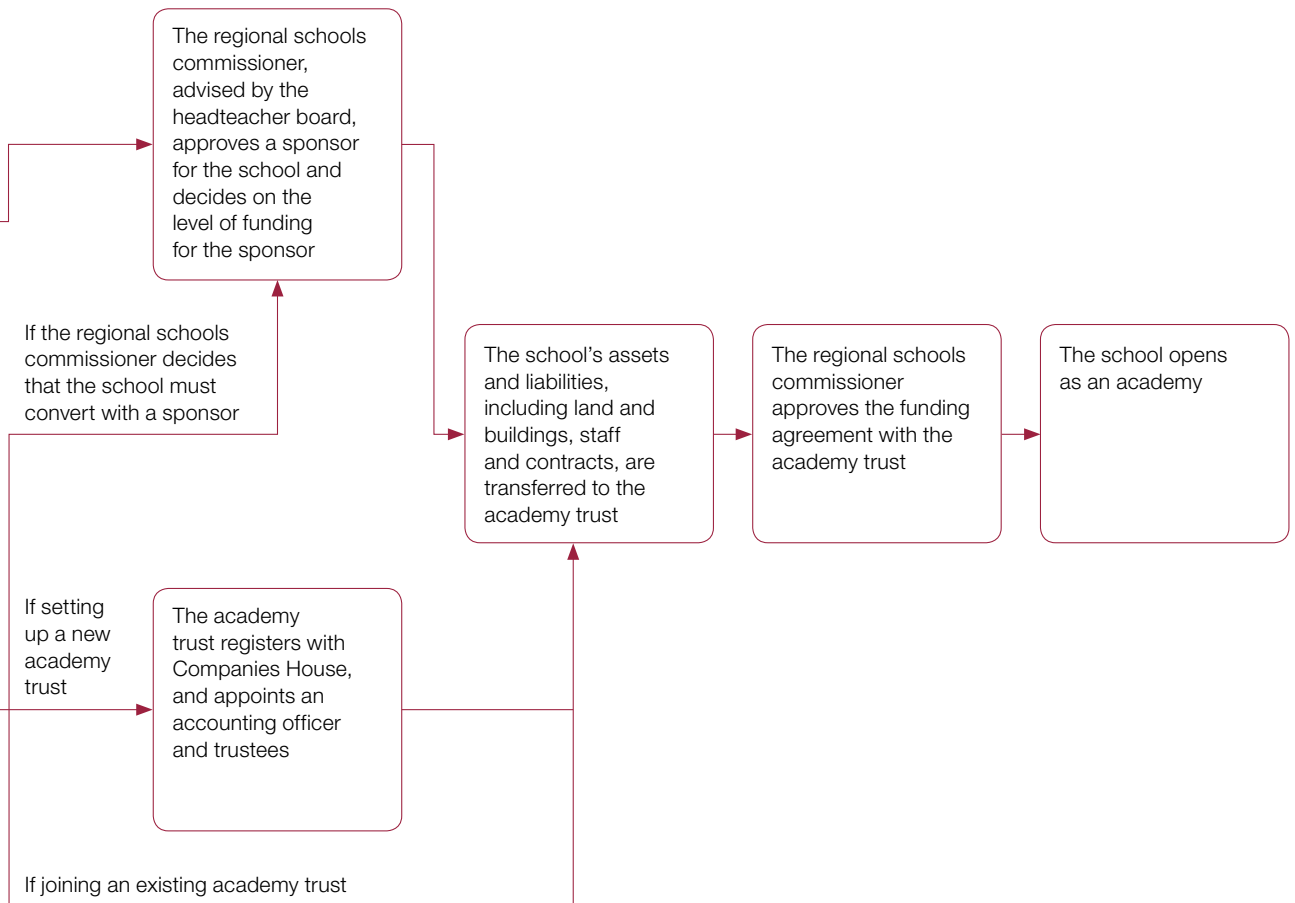 The regional schools
commissioner,
advised by the
headteacher board,
approves a sponsor
for the school and
decides on the
level of funding
for the sponsor
If the regional schools
commissioner decides
that the school must
convert with a sponsor
The school’s assets
and liabilities,
including land and
buildings, staff
and contracts, are
transferred to the
academy trust
The regional schools
commissioner
approves the funding
agreement with the
academy trust
The school opens
as an academy
If setting
up a new
academy
trust
The academy
trust registers with
Companies House,
and appoints an
accounting officer
and trustees
If joining an existing academy trust